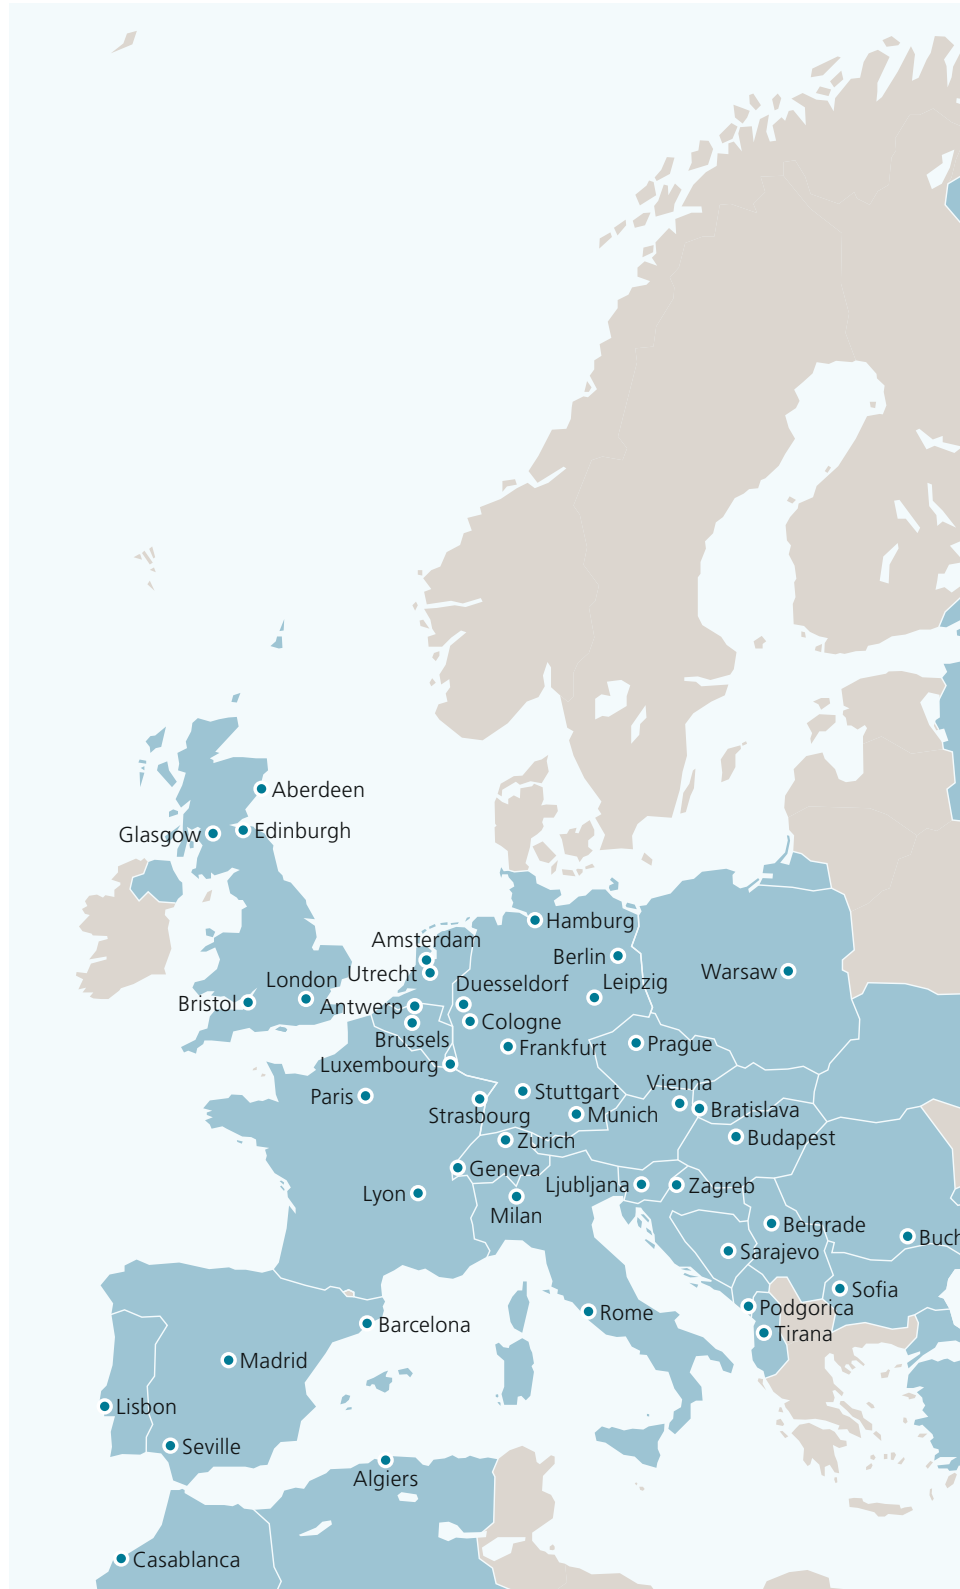 Aberdeen
Glasgow
Edinburgh
Hamburg
Amsterdam
Berlin
Utrecht
Warsaw
Duesseldorf
Leipzig
London
Bristol
Antwerp
Cologne
Brussels
Frankfurt
Prague
Luxembourg
Vienna
Paris
Stuttgart
Strasbourg
Munich
Bratislava
Zurich
Budapest
Geneva
Ljubljana
Zagreb
Lyon
Milan
Belgrade
Buch
Sarajevo
Sofia
Podgorica
Rome
Barcelona
Tirana
Madrid
Lisbon
Seville
Algiers
Casablanca